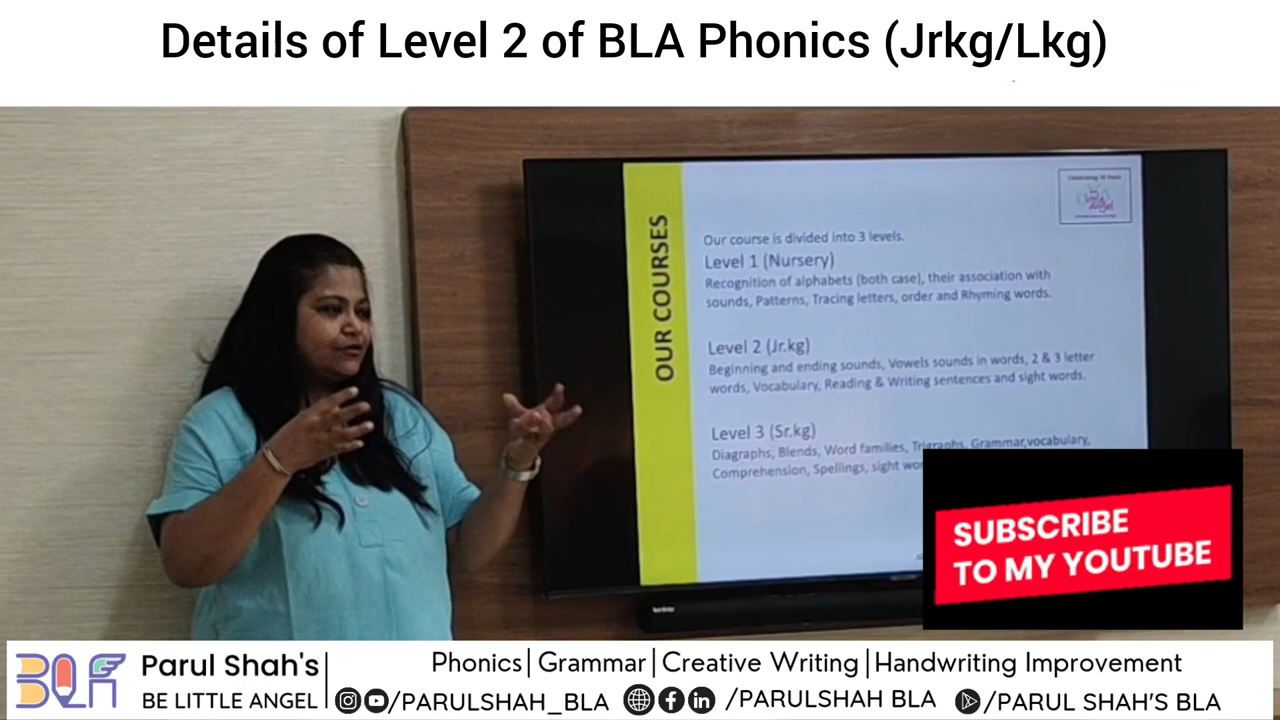 Details of Level 2 of BLA Phonics (Jrkg/Lkg)
OUR COURSES
Our course is divided into 3 levels.
Level 1 (Nursery)
Recognition of alphabets (both case), their association with
sounds, Patterns, Tracing letters, order and Rhyming words.
Level 2 (Jr.kg)
Beginning and ending sounds, Vowels sounds in words, 2 & 3 letter
words, Vocabulary, Reading & Writing sentences and sight words.
Level 3 (Sr.kg)
Diagraphs, Blends, Word families, Trigraphs, Grammar,vocabulary,
Comprehension, Spellings, sight
SUBSCRIBE
TO MY YOUTUBE
Parul Shah's
BE LITTLE ANGEL
Phonics| Grammar|Creative Writing |Handwriting Improvement
/PARULSHAH_BLA /PARULSHAH BLA /PARUL SHAH'S BLA